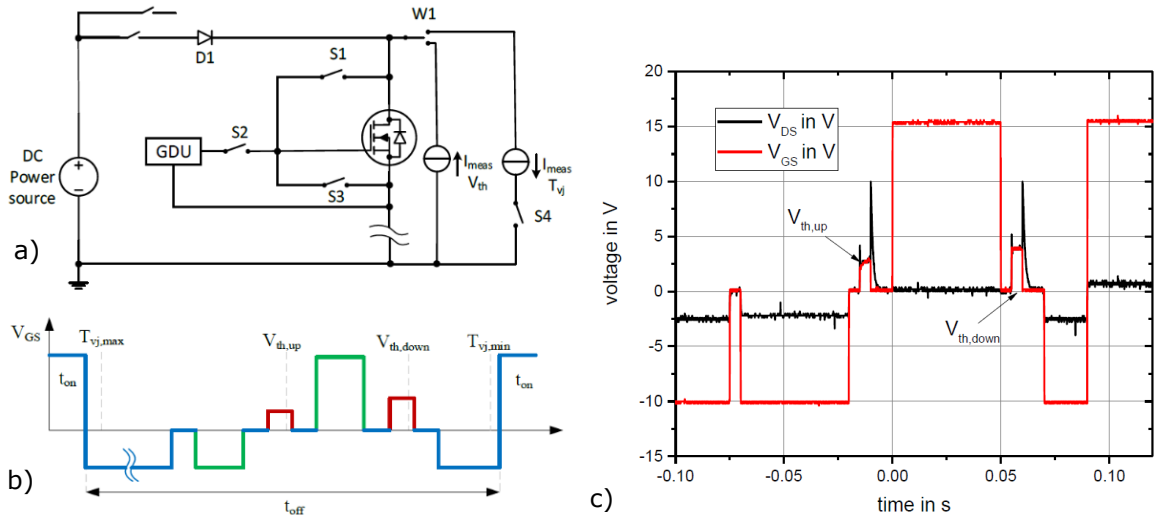 a)
W1
D1
S1
S2
GDU
DC
Power
source
+
−
S3
I_meas
V_th
I_meas
T_vj
S4
b)
V_GS
T_vj,max
V_th,up
V_th,down
T_vj,min
t_on
t_on
t_off
c)
voltage in V
20
15
10
5
0
-5
-10
-15
V_DS in V
V_GS in V
V_th,up
V_th,down
-0.10
-0.05
0.00
0.05
0.10
time in s